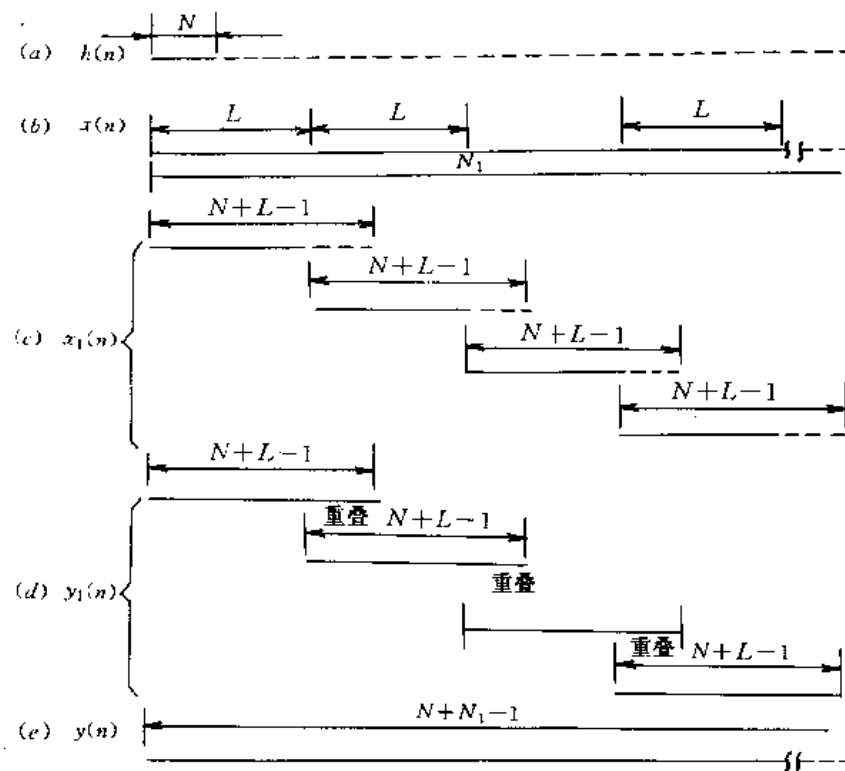 N
(a) h(n)
(b) x(n) L L L
N₁
N+L−1
N+L−1
(c) x₁(n) N+L−1
N+L−1
N+L−1
重叠 N+L−1
重叠
(d) y₁(n)
重叠 N+L−1
N+N₁−1
(e) y(n)